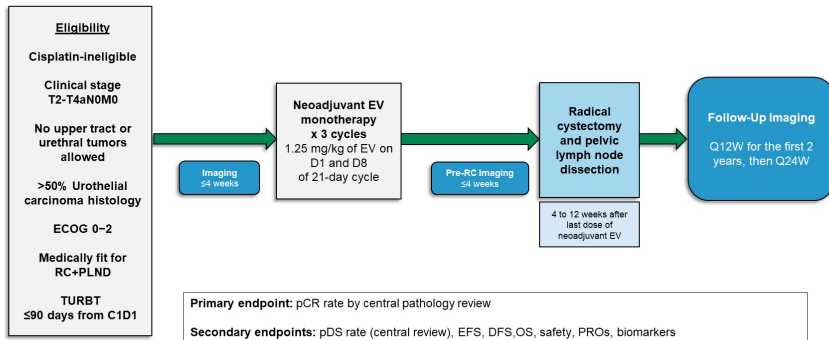 Eligibility
Cisplatin-ineligible
Clinical stage
T2-T4aN0M0
No upper tract or
urethral tumors
allowed
>50% Urothelial
carcinoma histology
ECOG 0−2
Medically fit for
RC+PLND
TURBT
≤90 days from C1D1
Imaging
≤4 weeks
Neoadjuvant EV
monotherapy
x 3 cycles
1.25 mg/kg of EV on
D1 and D8
of 21-day cycle
Pre-RC Imaging
≤4 weeks
Radical
cystectomy
and pelvic
lymph node
dissection
4 to 12 weeks after
last dose of
neoadjuvant EV
Follow-Up Imaging
Q12W for the first 2
years, then Q24W
Primary endpoint: pCR rate by central pathology review
Secondary endpoints: pDS rate (central review), EFS, DFS,OS, safety, PROs, biomarkers